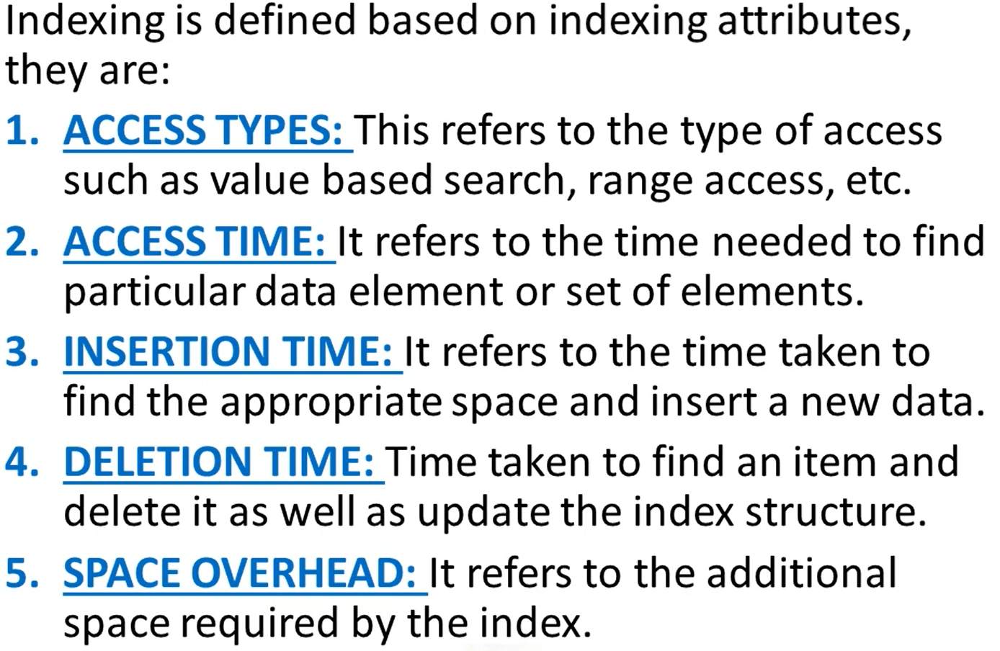 Indexing is defined based on indexing attributes,
they are:
1. ACCESS TYPES: This refers to the type of access
such as value based search, range access, etc.
2. ACCESS TIME: It refers to the time needed to find
particular data element or set of elements.
3. INSERTION TIME: It refers to the time taken to
find the appropriate space and insert a new data.
4. DELETION TIME: Time taken to find an item and
delete it as well as update the index structure.
5. SPACE OVERHEAD: It refers to the additional
space required by the index.